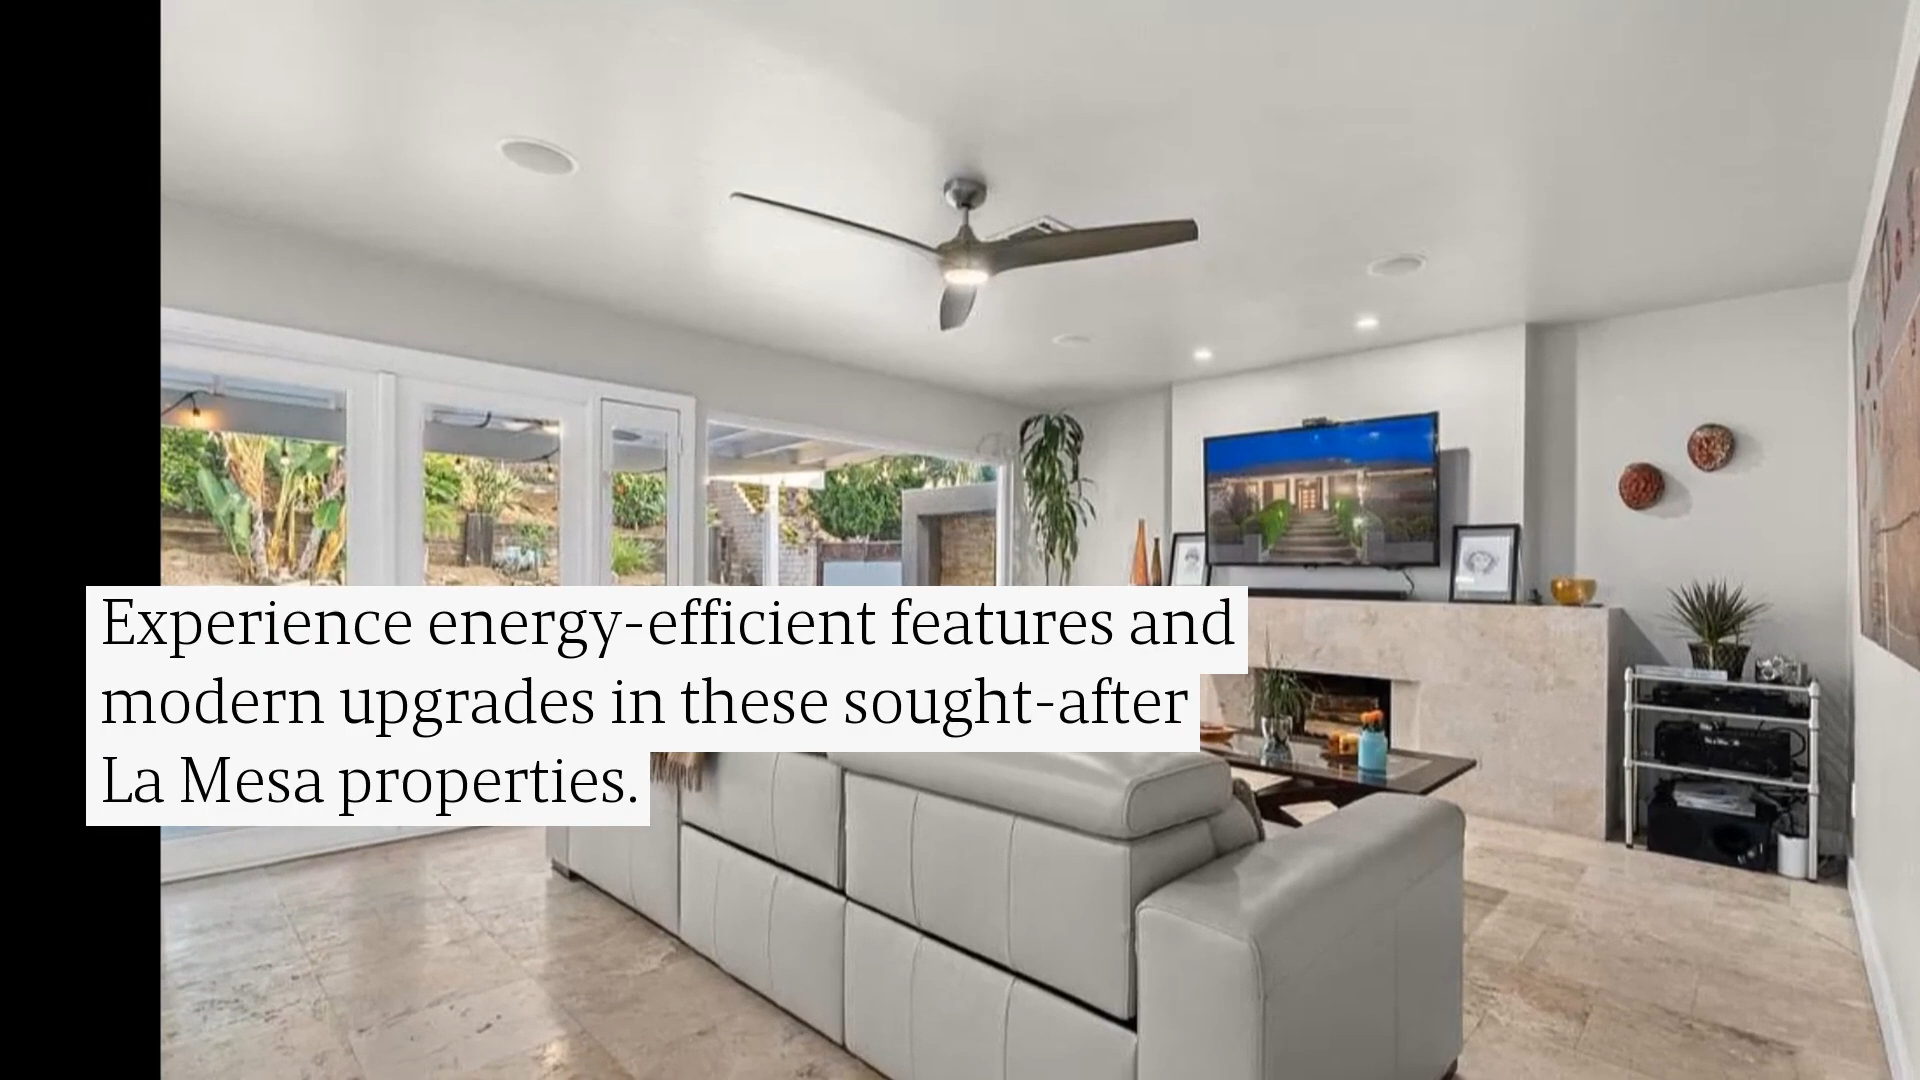 Experience energy-efficient features and
modern upgrades in these sought-after
La Mesa properties.